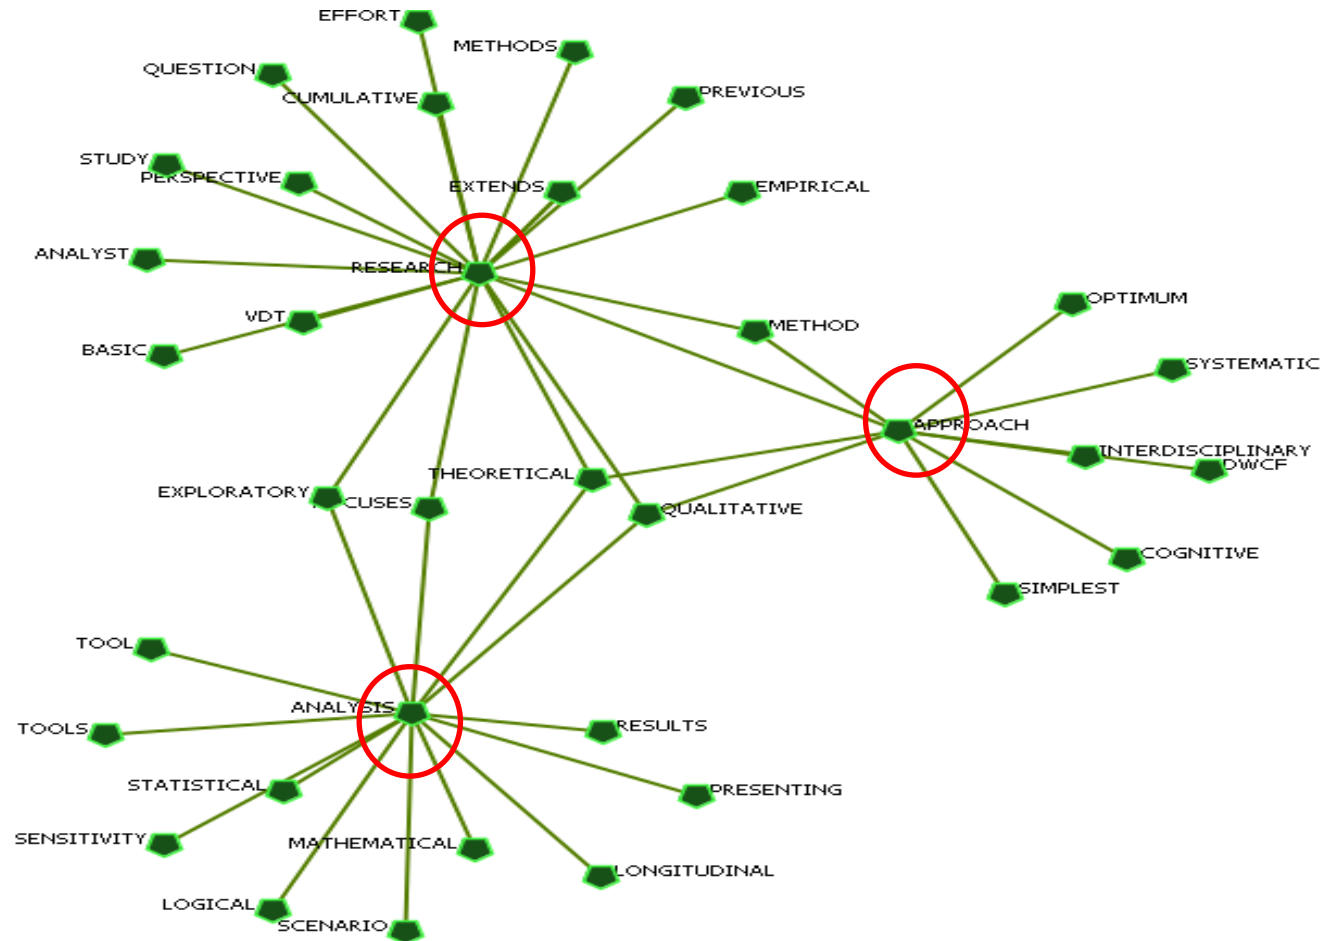 EFFORT
METHODS
QUESTION
CUMULATIVE
PREVIOUS
STUDY
PERSPECTIVE
EXTENDS
EMPIRICAL
ANALYST
RESEARCH
OPTIMUM
VDT
METHOD
BASIC
SYSTEMATIC
APPROACH
INTERDISCIPLINARY
DWCF
THEORETICAL
EXPLORATORY
FOCUSES
QUALITATIVE
COGNITIVE
SIMPLEST
TOOL
ANALYSIS
TOOLS
RESULTS
STATISTICAL
PRESENTING
SENSITIVITY
MATHEMATICAL
LONGITUDINAL
LOGICAL
SCENARIO